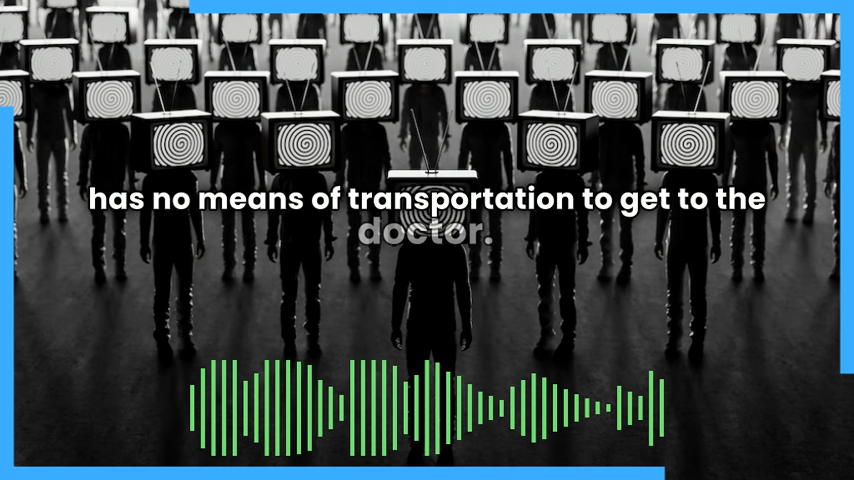 has no means of transportation to get to the
doctor.